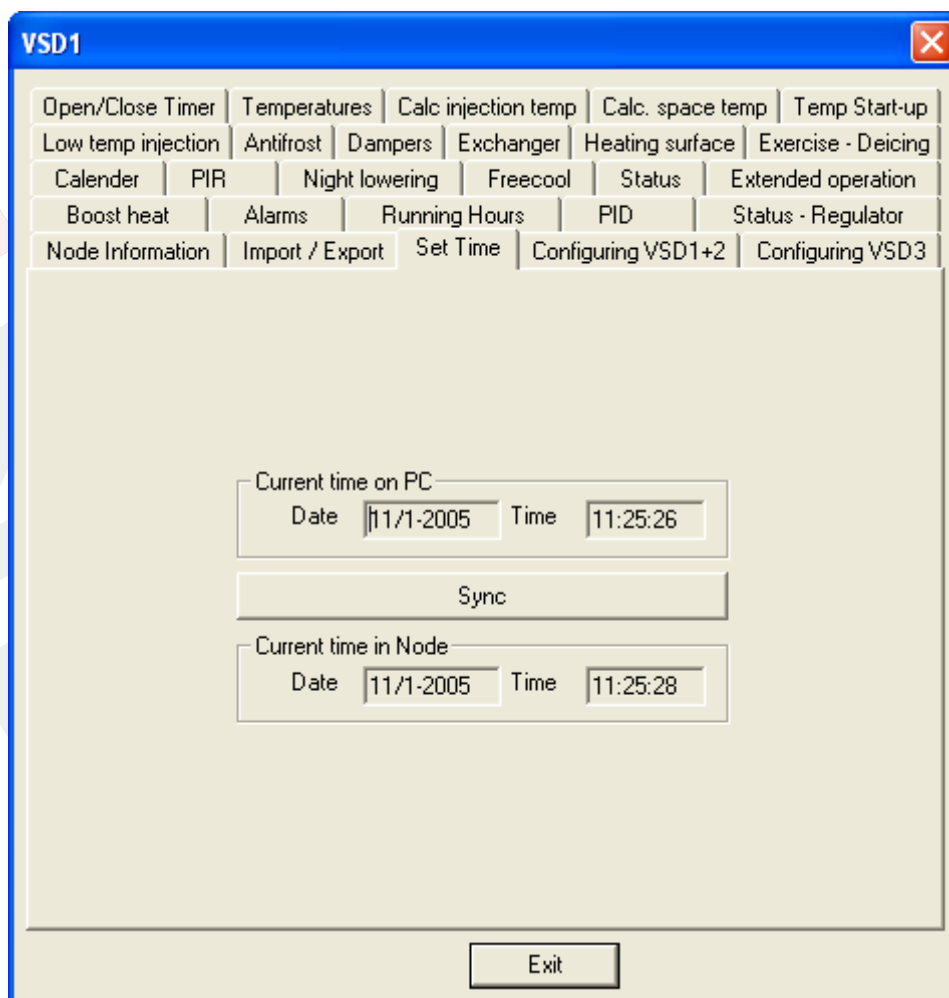 VSD1
Open/Close Timer Temperatures Calc injection temp Calc. space temp Temp Start-up
Low temp injection Antifrost Dampers Exchanger Heating surface Exercise - Deicing
Calender PIR Night lowering Freecool Status Extended operation
Boost heat Alarms Running Hours PID Status - Regulator
Node Information Import / Export Set Time Configuring VSD1+2 Configuring VSD3
Current time on PC
Date 11/1-2005 Time 11:25:26
Sync
Current time in Node
Date 11/1-2005 Time 11:25:28
Exit